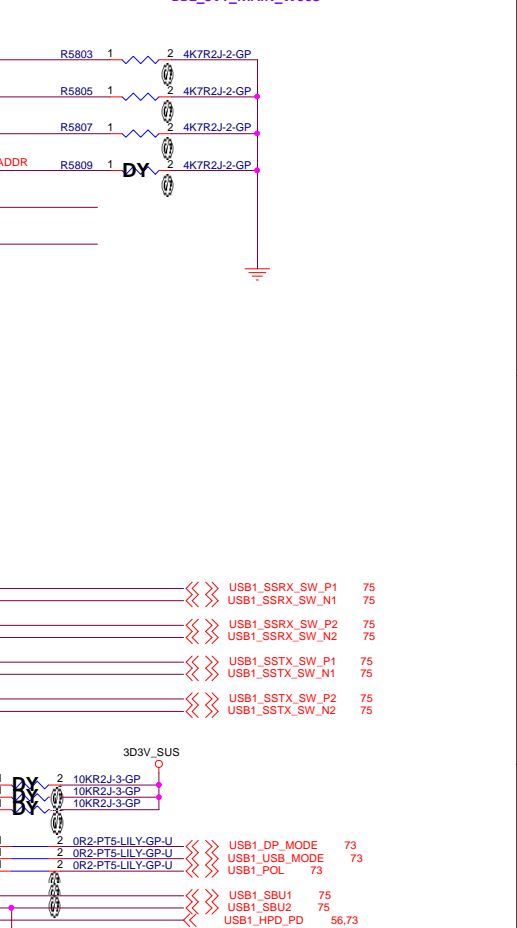 R5803 1 2 4K7R2J-2-GP
R5805 1 2 4K7R2J-2-GP
R5807 1 2 4K7R2J-2-GP
ADDR R5809 1 DY 2 4K7R2J-2-GP
USB1_SSRX_SW_P1 75
USB1_SSRX_SW_N1 75
USB1_SSRX_SW_P2 75
USB1_SSRX_SW_N2 75
USB1_SSTX_SW_P1 75
USB1_SSTX_SW_N1 75
USB1_SSTX_SW_P2 75
USB1_SSTX_SW_N2 75
3D3V_SUS
DY 2 10KR2J-3-GP
DY 2 10KR2J-3-GP
DY 2 10KR2J-3-GP
2 0R2-PT5-LILY-GP-U USB1_DP_MODE 73
2 0R2-PT5-LILY-GP-U USB1_USB_MODE 73
2 0R2-PT5-LILY-GP-U USB1_POL 73
USB1_SBU1 75
USB1_SBU2 75
USB1_HPD_PD 56,73